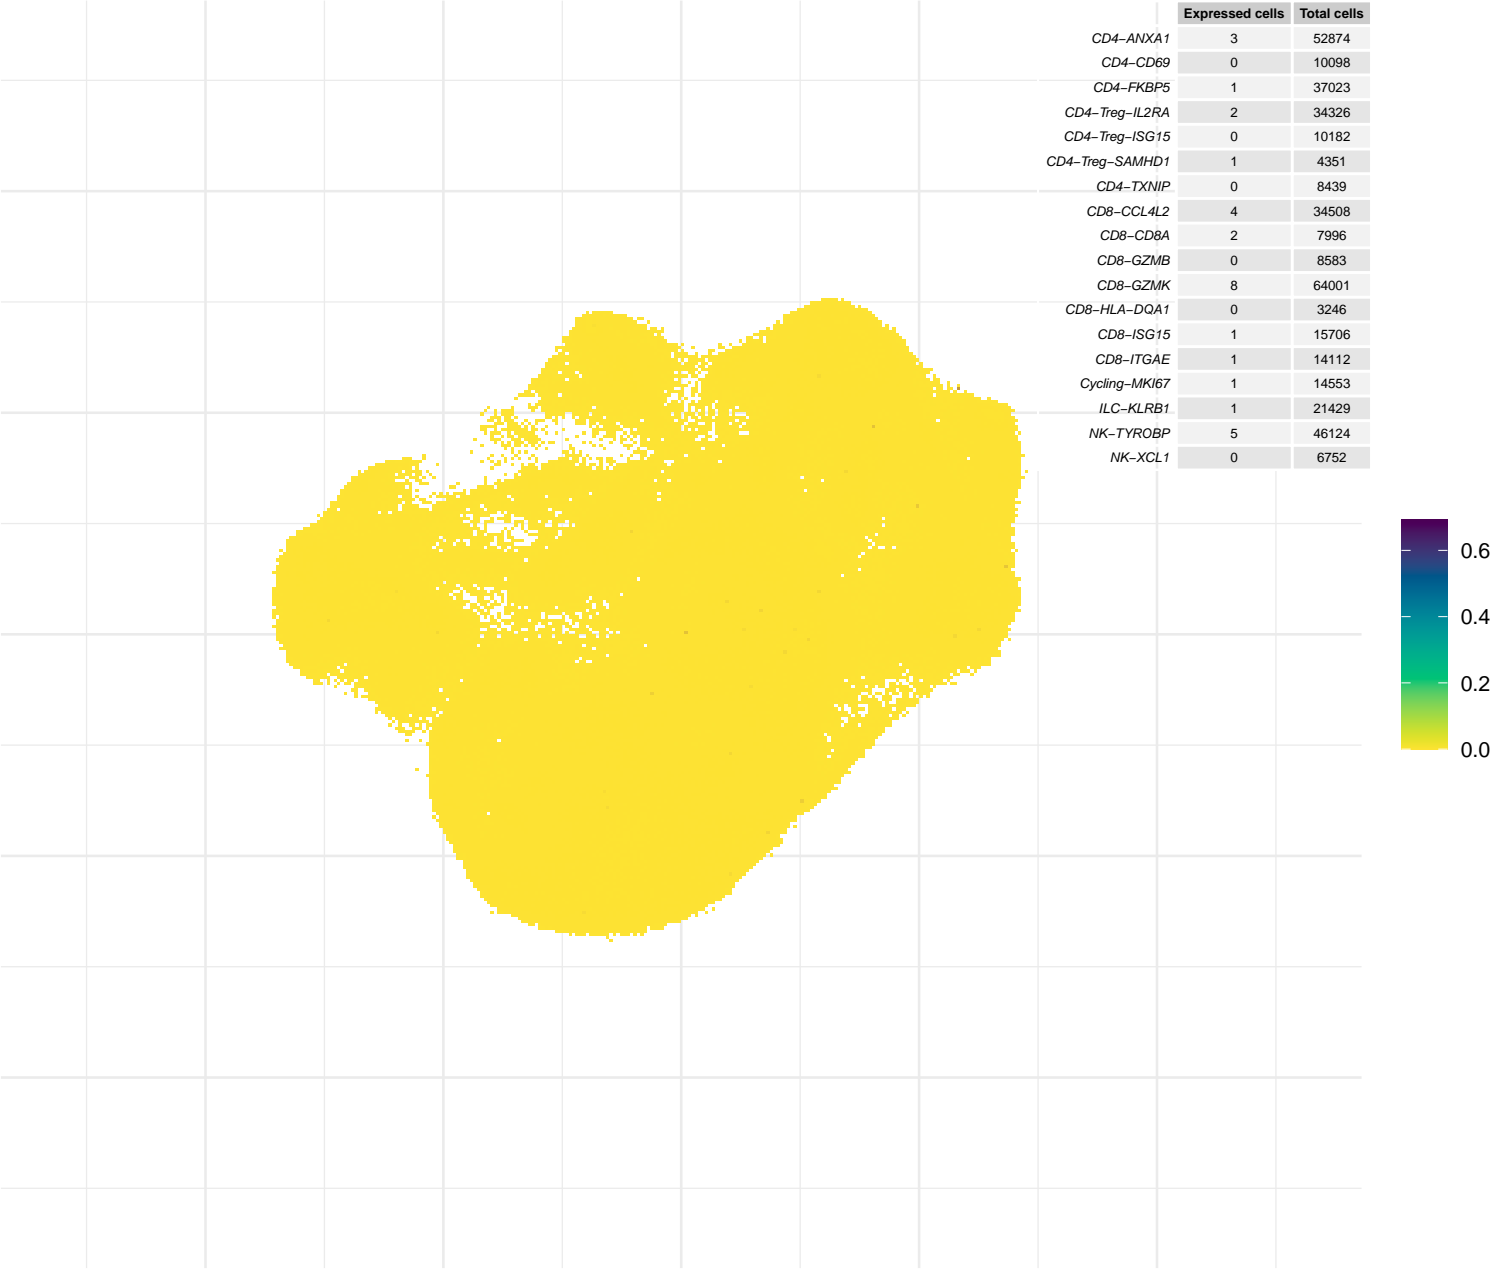 Expressed cells Total cells
CD4−ANXA1 3 52874
CD4−CD69 0 10098
CD4−FKBP5 1 37023
CD4−Treg−IL2RA 2 34326
CD4−Treg−ISG15 0 10182
CD4−Treg−SAMHD1 1 4351
CD4−TXNIP 0 8439
CD8−CCL4L2 4 34508
CD8−CD8A 2 7996
CD8−GZMB 0 8583
CD8−GZMK 8 64001
CD8−HLA−DQA1 0 3246
CD8−ISG15 1 15706
CD8−ITGAE 1 14112
Cycling−MKI67 1 14553
ILC−KLRB1 1 21429
NK−TYROBP 5 46124
NK−XCL1 0 6752
0.6
0.4
0.2
0.0